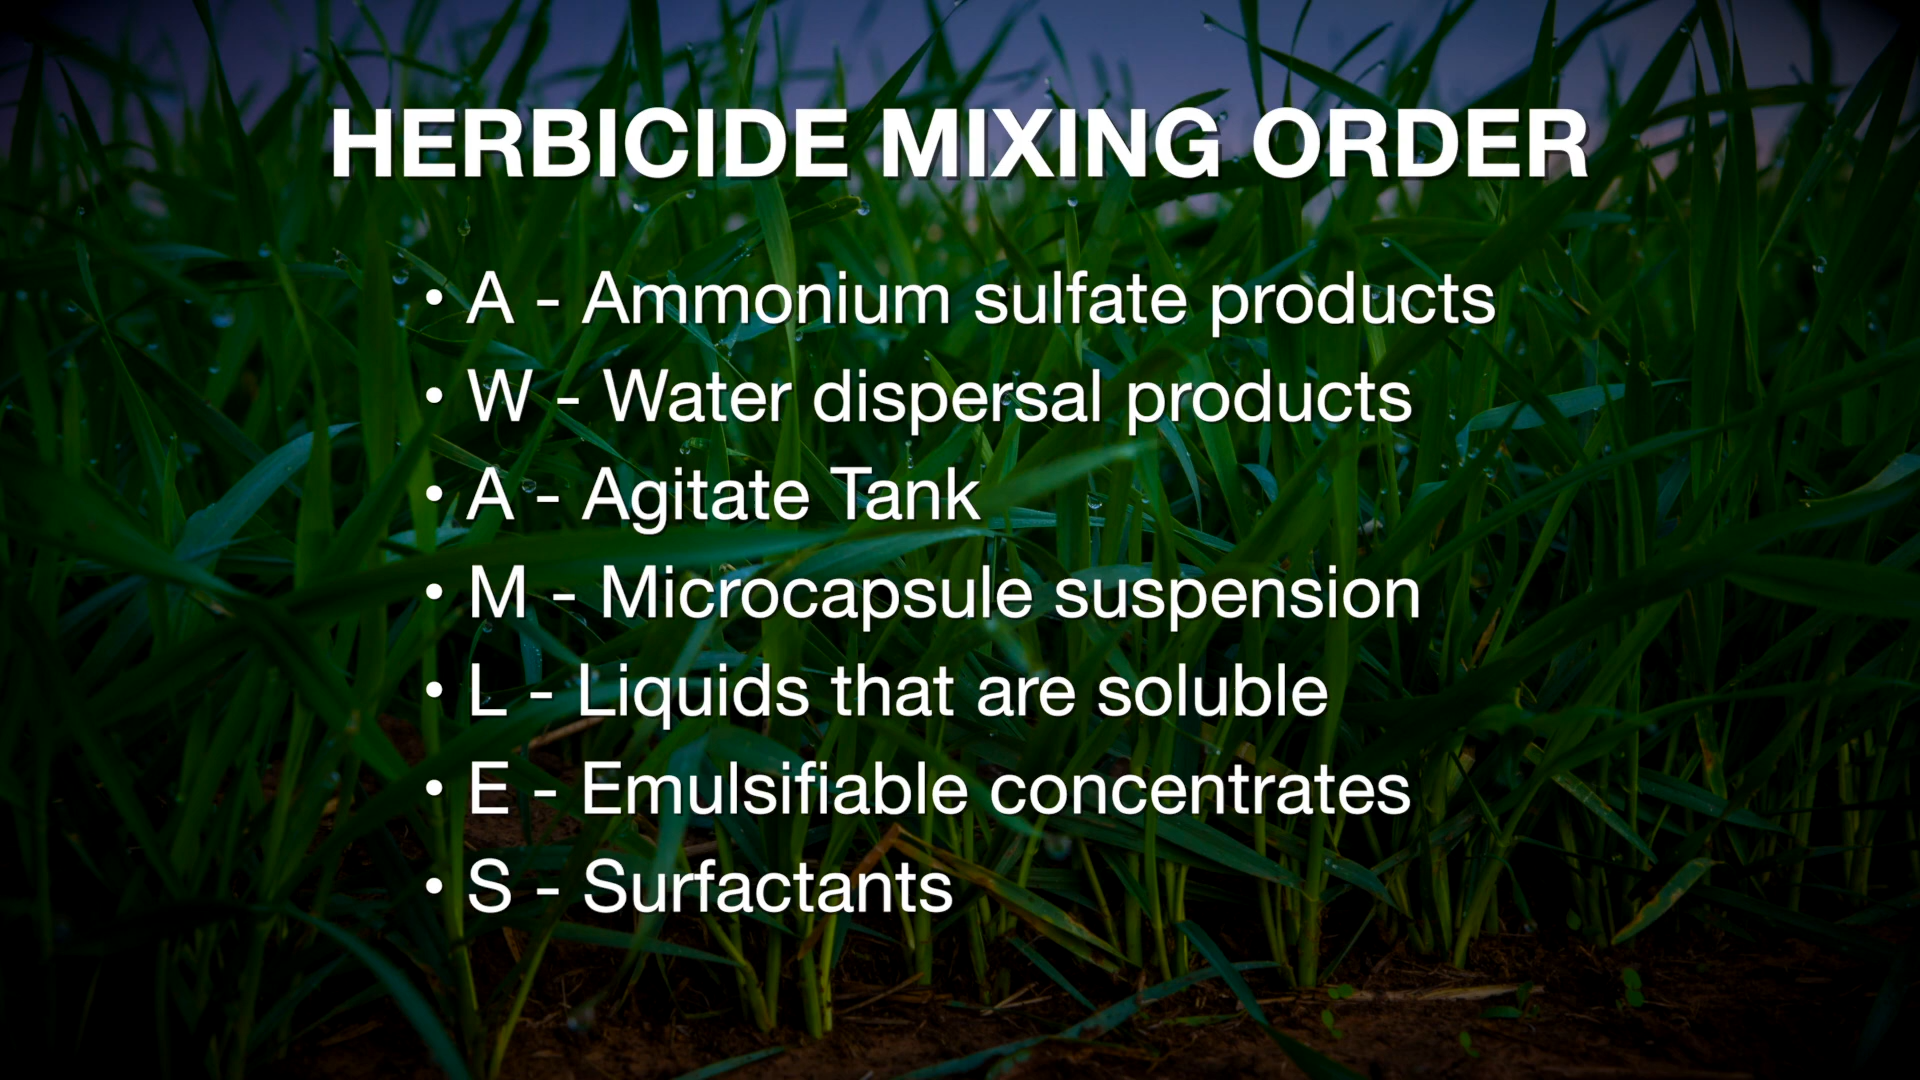 HERBICIDE MIXING ORDER
• A - Ammonium sulfate products
• W - Water dispersal products
• A - Agitate Tank
• M - Microcapsule suspension
• L - Liquids that are soluble
• E - Emulsifiable concentrates
• S - Surfactants